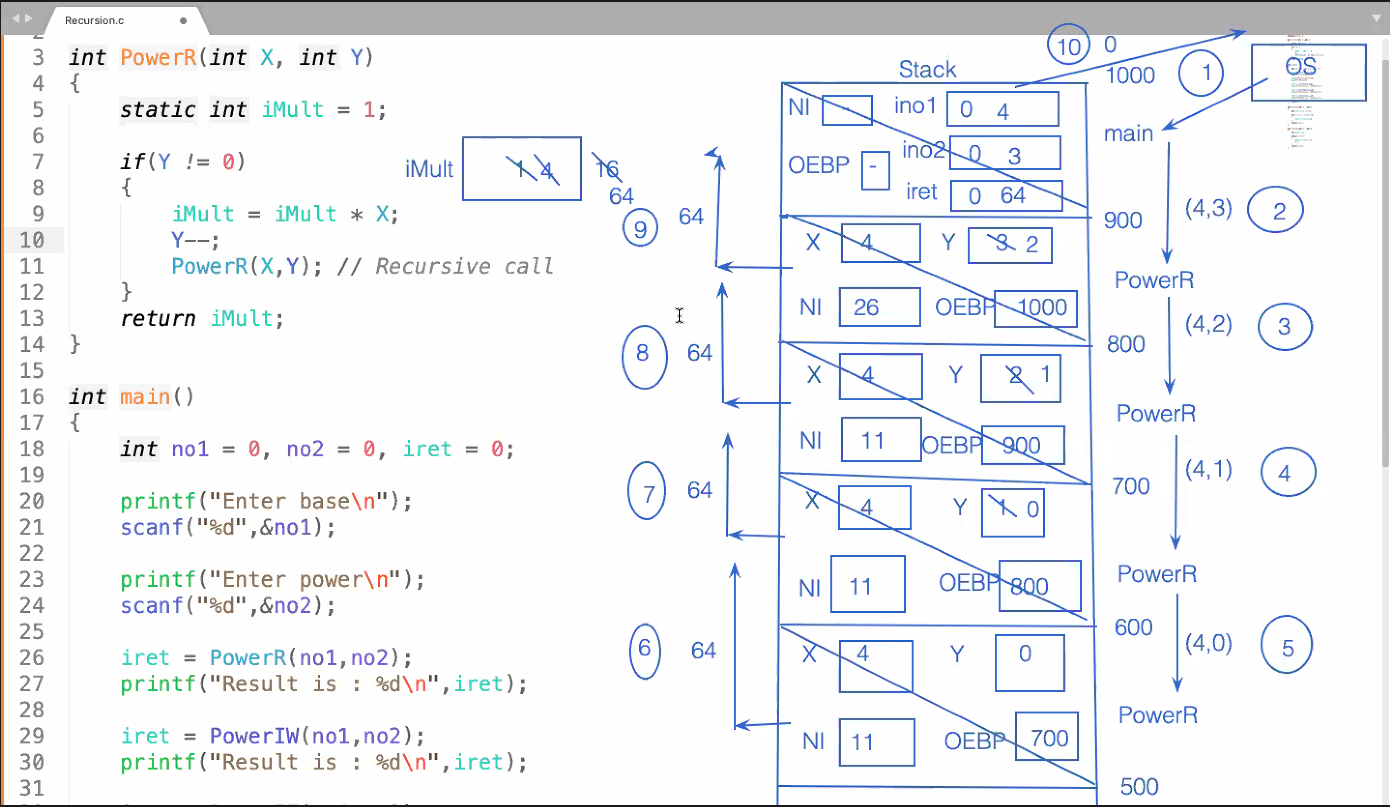 Recursion.c
2
3 int PowerR(int X, int Y)
4 {
5 static int iMult = 1;
6
7 if(Y != 0)
8 {
9 iMult = iMult * X;
10 Y--;
11 PowerR(X,Y); // Recursive call
12 }
13 return iMult;
14 }
15
16 int main()
17 {
18 int no1 = 0, no2 = 0, iret = 0;
19
20 printf("Enter base\n");
21 scanf("%d",&no1);
22
23 printf("Enter power\n");
24 scanf("%d",&no2);
25
26 iret = PowerR(no1,no2);
27 printf("Result is : %d\n",iret);
28
29 iret = PowerIW(no1,no2);
30 printf("Result is : %d\n",iret);
31
iMult 1 4 16
64
9 64
8 64
7 64
6 64
Stack
NI - ino1 0 4
OEBP - ino2 0 3
iret 0 64
X 4 Y 3 2
NI 26 OEBP 1000
X 4 Y 2 1
NI 11 OEBP 900
X 4 Y 1 0
NI 11 OEBP 800
X 4 Y 0
NI 11 OEBP 700
10 0
1000 1 OS
main
900 (4,3) 2
PowerR
800 (4,2) 3
PowerR
700 (4,1) 4
PowerR
600 (4,0) 5
PowerR
500